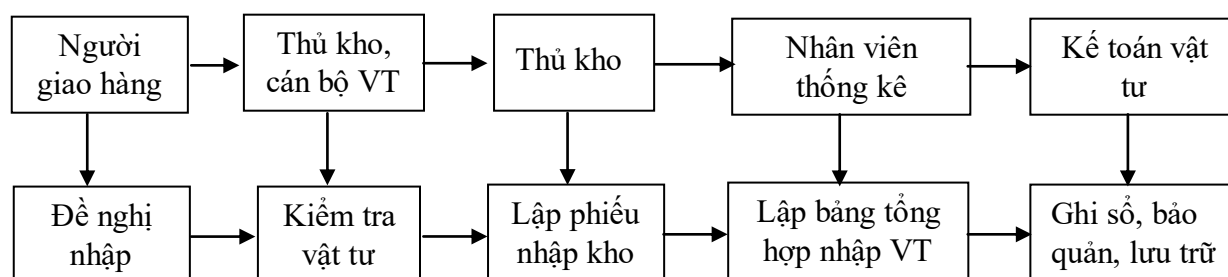 Người
giao hàng
Thủ kho,
cán bộ VT
Thủ kho
Nhân viên
thống kê
Kế toán vật
tư
Đề nghị
nhập
Kiểm tra
vật tư
Lập phiếu
nhập kho
Lập bảng tổng
hợp nhập VT
Ghi sổ, bảo
quản, lưu trữ